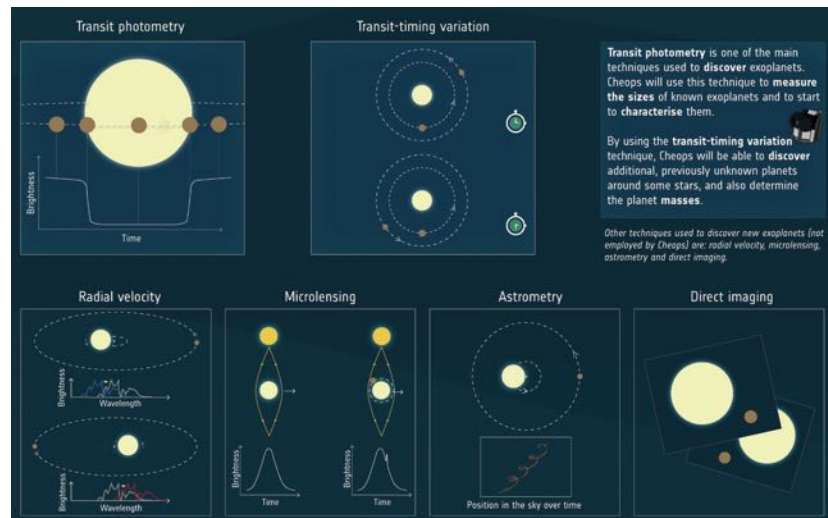 Transit photometry
Brightness
Time
Transit-timing variation
Transit photometry is one of the main
techniques used to discover exoplanets.
Cheops will use this technique to measure
the sizes of known exoplanets and to start
to characterise them.
By using the transit-timing variation
technique, Cheops will be able to discover
additional, previously unknown planets
around some stars, and also determine
the planet masses.
Other techniques used to discover new exoplanets (not
employed by Cheops) are: radial velocity, microlensing,
astrometry and direct imaging.
Radial velocity
Brightness
Wavelength
Brightness
Wavelength
Microlensing
Brightness
Time
Brightness
Time
Astrometry
Position in the sky over time
Direct imaging